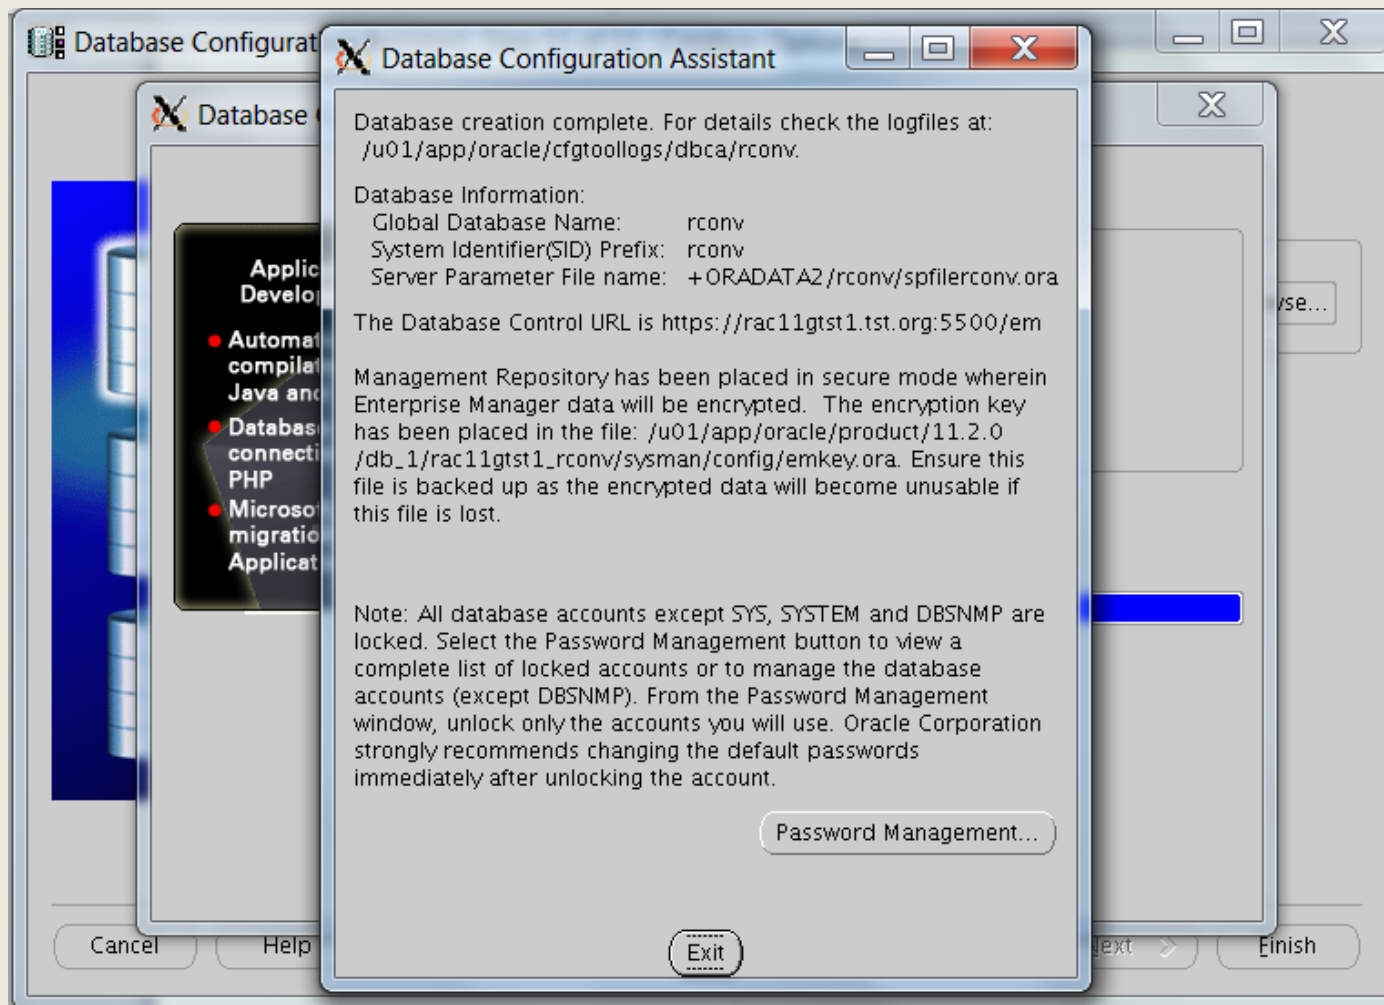 Database Configurat
Database Configuration Assistant
Database
Database creation complete. For details check the logfiles at:
/u01/app/oracle/cfgtoollogs/dbca/rconv.
Database Information:
Global Database Name: rconv
System Identifier(SID) Prefix: rconv
Server Parameter File name: +ORADATA2/rconv/spfilerconv.ora
The Database Control URL is https://rac11gtst1.tst.org:5500/em
Management Repository has been placed in secure mode wherein
Enterprise Manager data will be encrypted. The encryption key
has been placed in the file: /u01/app/oracle/product/11.2.0
/db_1/rac11gtst1_rconv/sysman/config/emkey.ora. Ensure this
file is backed up as the encrypted data will become unusable if
this file is lost.
Note: All database accounts except SYS, SYSTEM and DBSNMP are
locked. Select the Password Management button to view a
complete list of locked accounts or to manage the database
accounts (except DBSNMP). From the Password Management
window, unlock only the accounts you will use. Oracle Corporation
strongly recommends changing the default passwords
immediately after unlocking the account.
Password Management...
Exit
Applic
Develo
Automat
compilat
Java and
Databas
connecti
PHP
Microsof
migratio
Applicat
wse...
Cancel
Help
Next
Finish